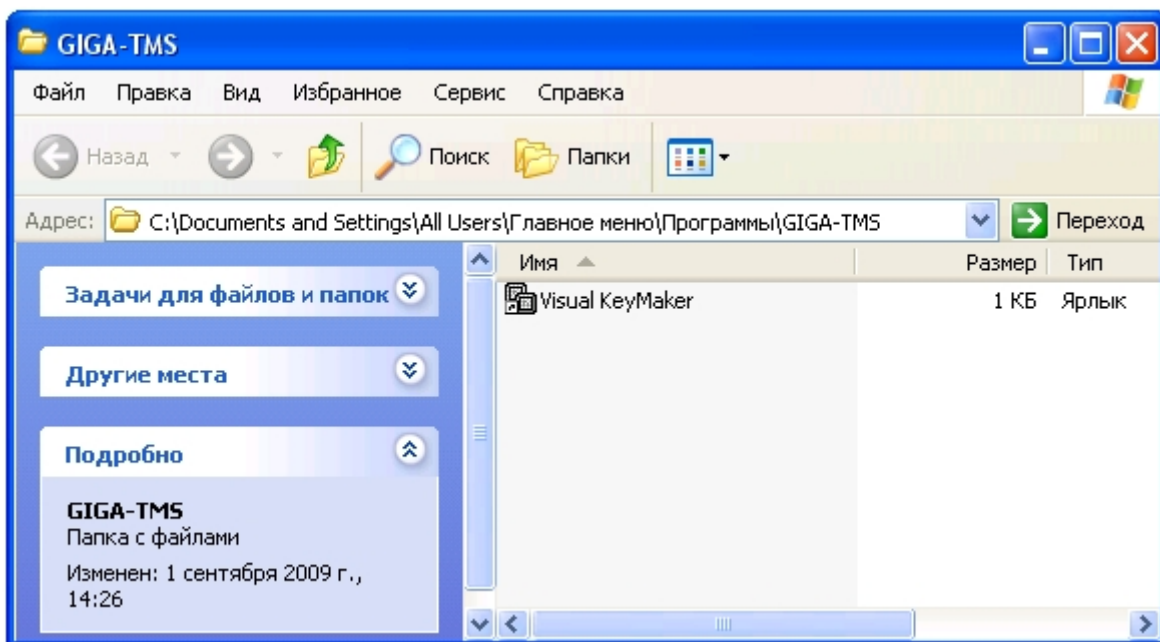 GIGA-TMS
Файл Правка Вид Избранное Сервис Справка
Назад Поиск Папки
Адрес: C:\Documents and Settings\All Users\Главное меню\Программы\GIGA-TMS Переход
Задачи для файлов и папок
Другие места
Подробно
GIGA-TMS
Папка с файлами
Изменен: 1 сентября 2009 г.,
14:26
Имя Размер Тип
Visual KeyMaker 1 КБ Ярлык